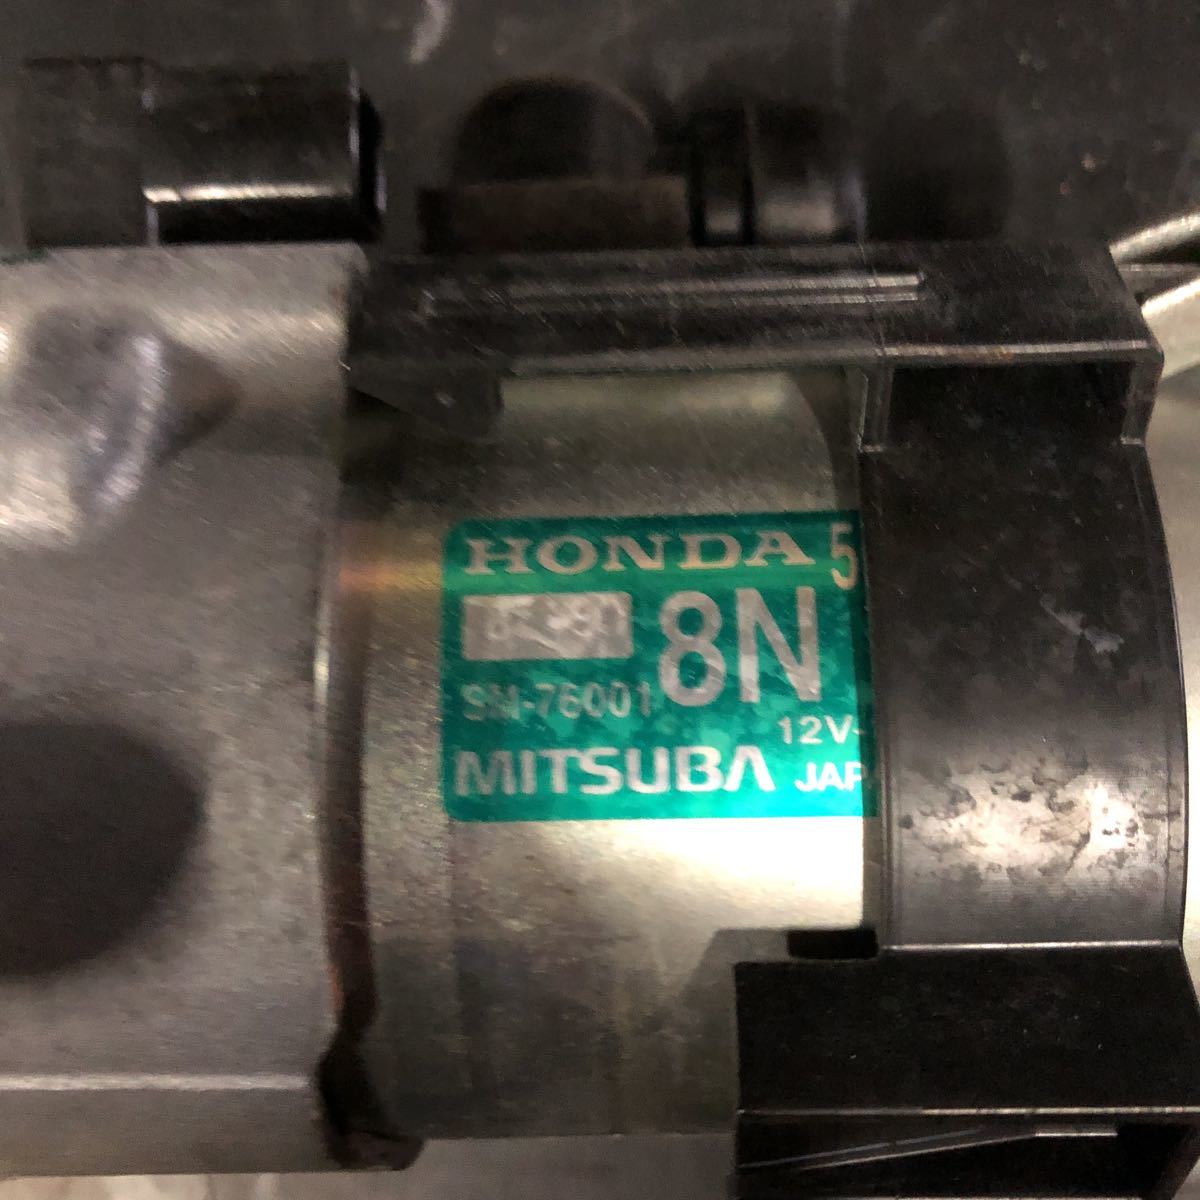 HONDA 5
8N
SM-76001
12V-
MITSUBA JAP